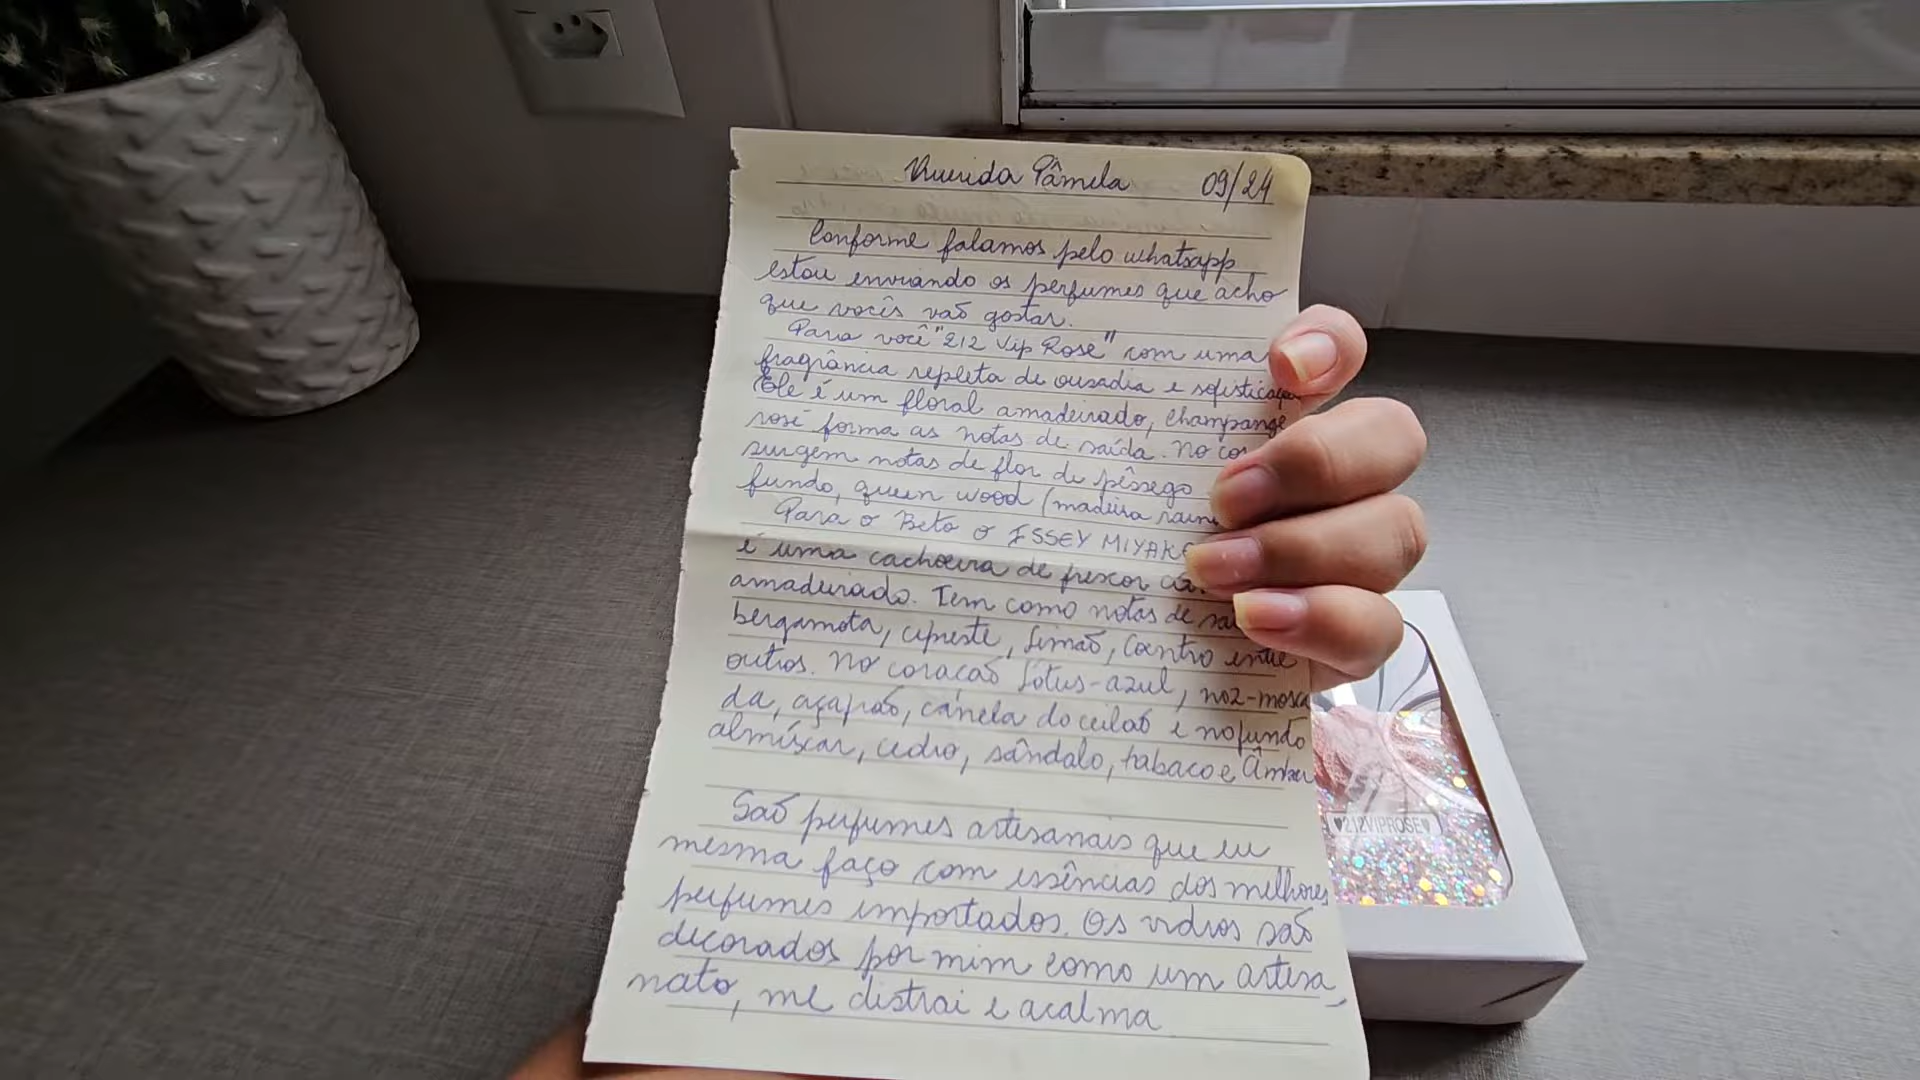 Querida Pâmela 09/24
Conforme falamos pelo whatsapp
estou enviando os perfumes que acho
que vocês vão gostar.
Para você "212 Vip Rose" com uma
fragrância repleta de ousadia e
Ele é um floral amadeirado, champange
rosé forma as notas de saída. No
surgem notas de flor de pêssego
fundo, queen wood (madeira
Para o Beto o ISSEY MIYAKE
é uma cachoeira de frescor
amadeirado. Tem como notas de
bergamota, cipreste, limão, coentro entre
outros. No coracão lótus-azul, noz-mosca
da, açafrão, canela do ceilão e no fundo
almíscar, cedro, sândalo, tabaco e Âmbar
São perfumes artesanais que eu
mesma faço com essências dos melhores
perfumes importados. Os vidros são
decorados por mim como um artesa
nato, me distrai e acalma
♥212VIPROSE♥